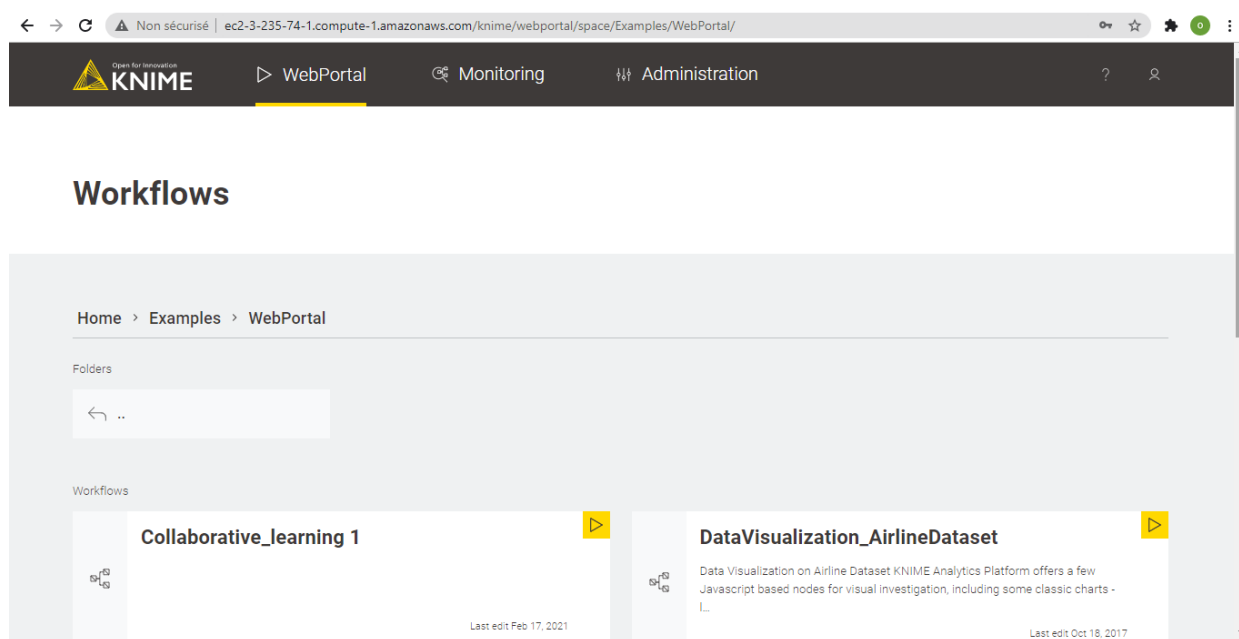 Non sécurisé | ec2-3-235-74-1.compute-1.amazonaws.com/knime/webportal/space/Examples/WebPortal/
o
Open for Innovation
KNIME
WebPortal
Monitoring
Administration
?
Workflows
Home > Examples > WebPortal
Folders
..
Workflows
Collaborative_learning 1
Last edit Feb 17, 2021
DataVisualization_AirlineDataset
Data Visualization on Airline Dataset KNIME Analytics Platform offers a few
Javascript based nodes for visual investigation, including some classic charts -
l...
Last edit Oct 18, 2017